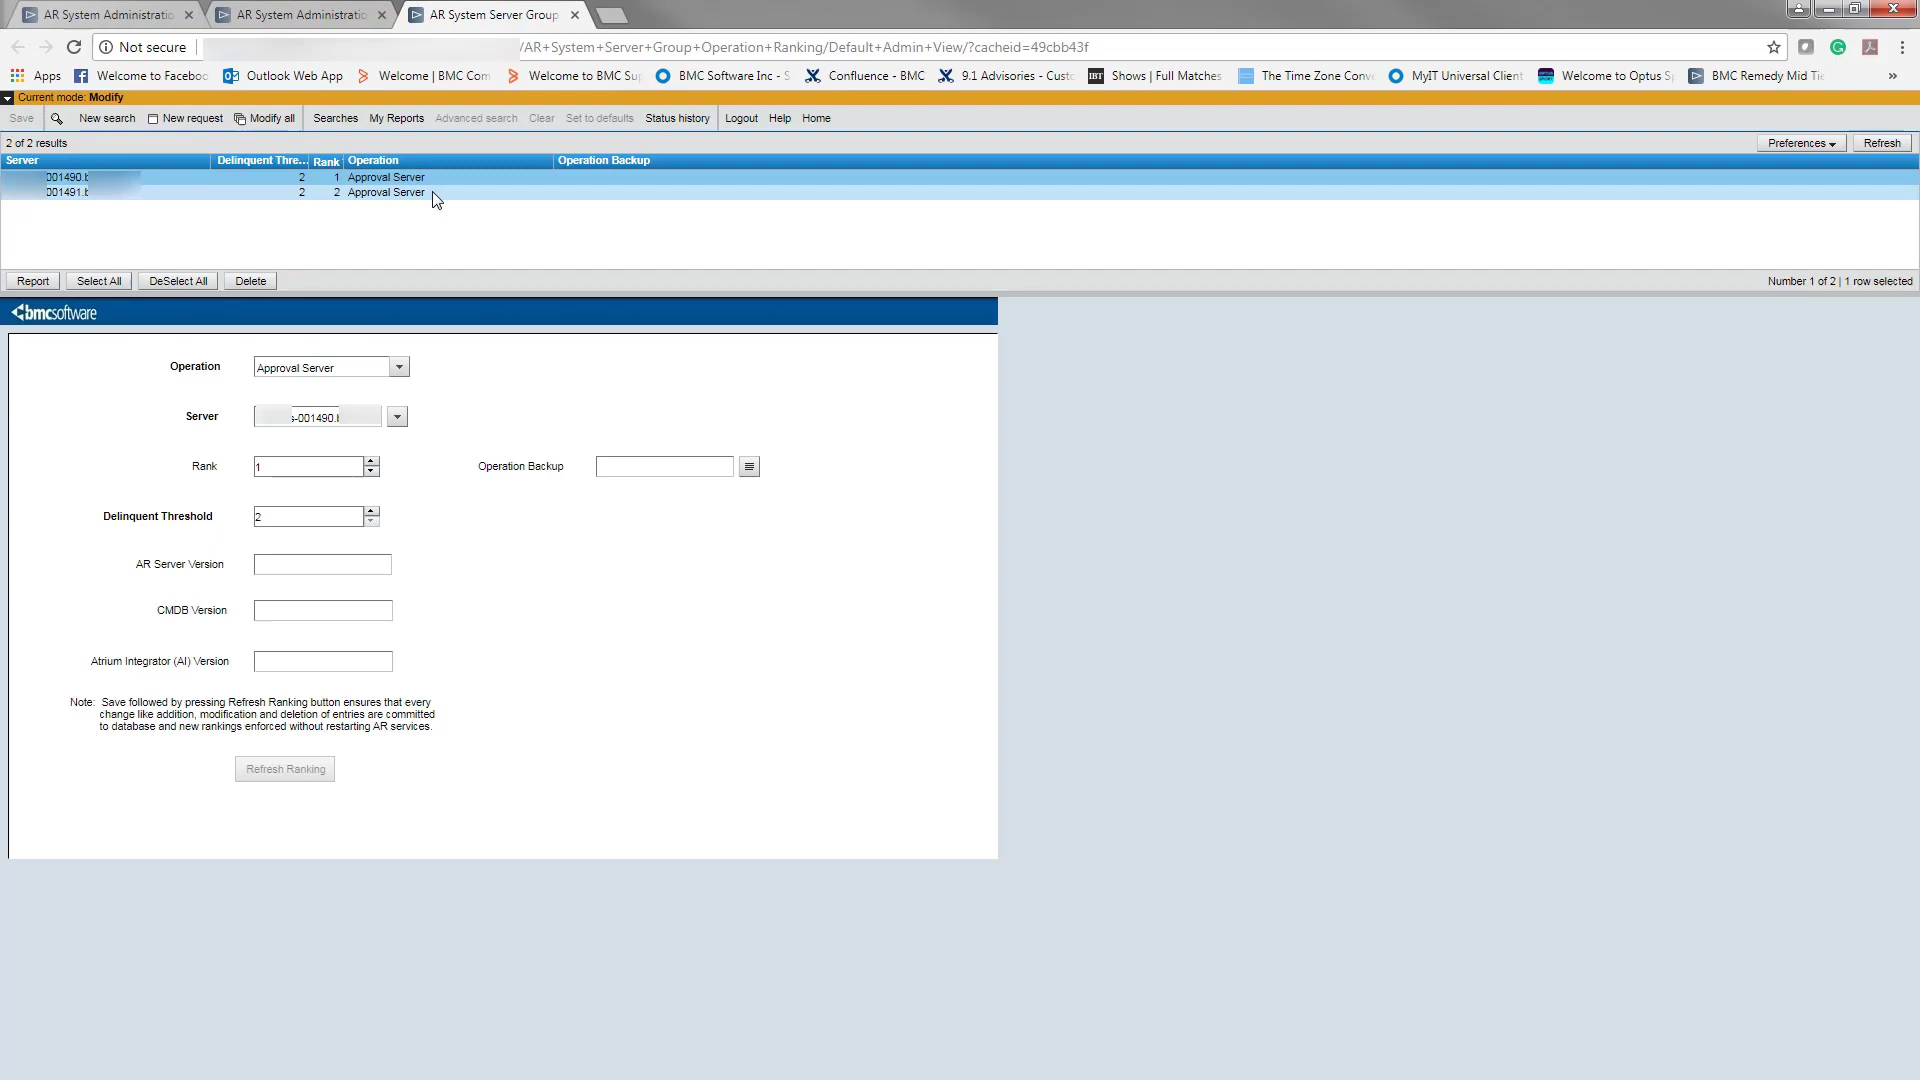 AR System Administratio
AR System Administratio
AR System Server Group
Not secure
/AR+System+Server+Group+Operation+Ranking/Default+Admin+View/?cacheid=49cbb43f
Apps
Welcome to Faceboo
Outlook Web App
Welcome | BMC Com
Welcome to BMC Sup
BMC Software Inc - S
Confluence - BMC
9.1 Advisories - Custo
IBT
Shows | Full Matches
The Time Zone Conve
MyIT Universal Client
Welcome to Optus Sp
BMC Remedy Mid Tie
»
Current mode: Modify
Save
New search
New request
Modify all
Searches
My Reports
Advanced search
Clear
Set to defaults
Status history
Logout
Help
Home
2 of 2 results
Preferences
Refresh
Server Delinquent Thre... Rank Operation Operation Backup
001490.b 2 1 Approval Server
001491.b 2 2 Approval Server
Report
Select All
DeSelect All
Delete
Number 1 of 2 | 1 row selected
bmcsoftware
Operation
Approval Server
Server
s-001490.b
Rank
1
Operation Backup
Delinquent Threshold
2
AR Server Version
CMDB Version
Atrium Integrator (AI) Version
Note: Save followed by pressing Refresh Ranking button ensures that every
change like addition, modification and deletion of entries are committed
to database and new rankings enforced without restarting AR services.
Refresh Ranking